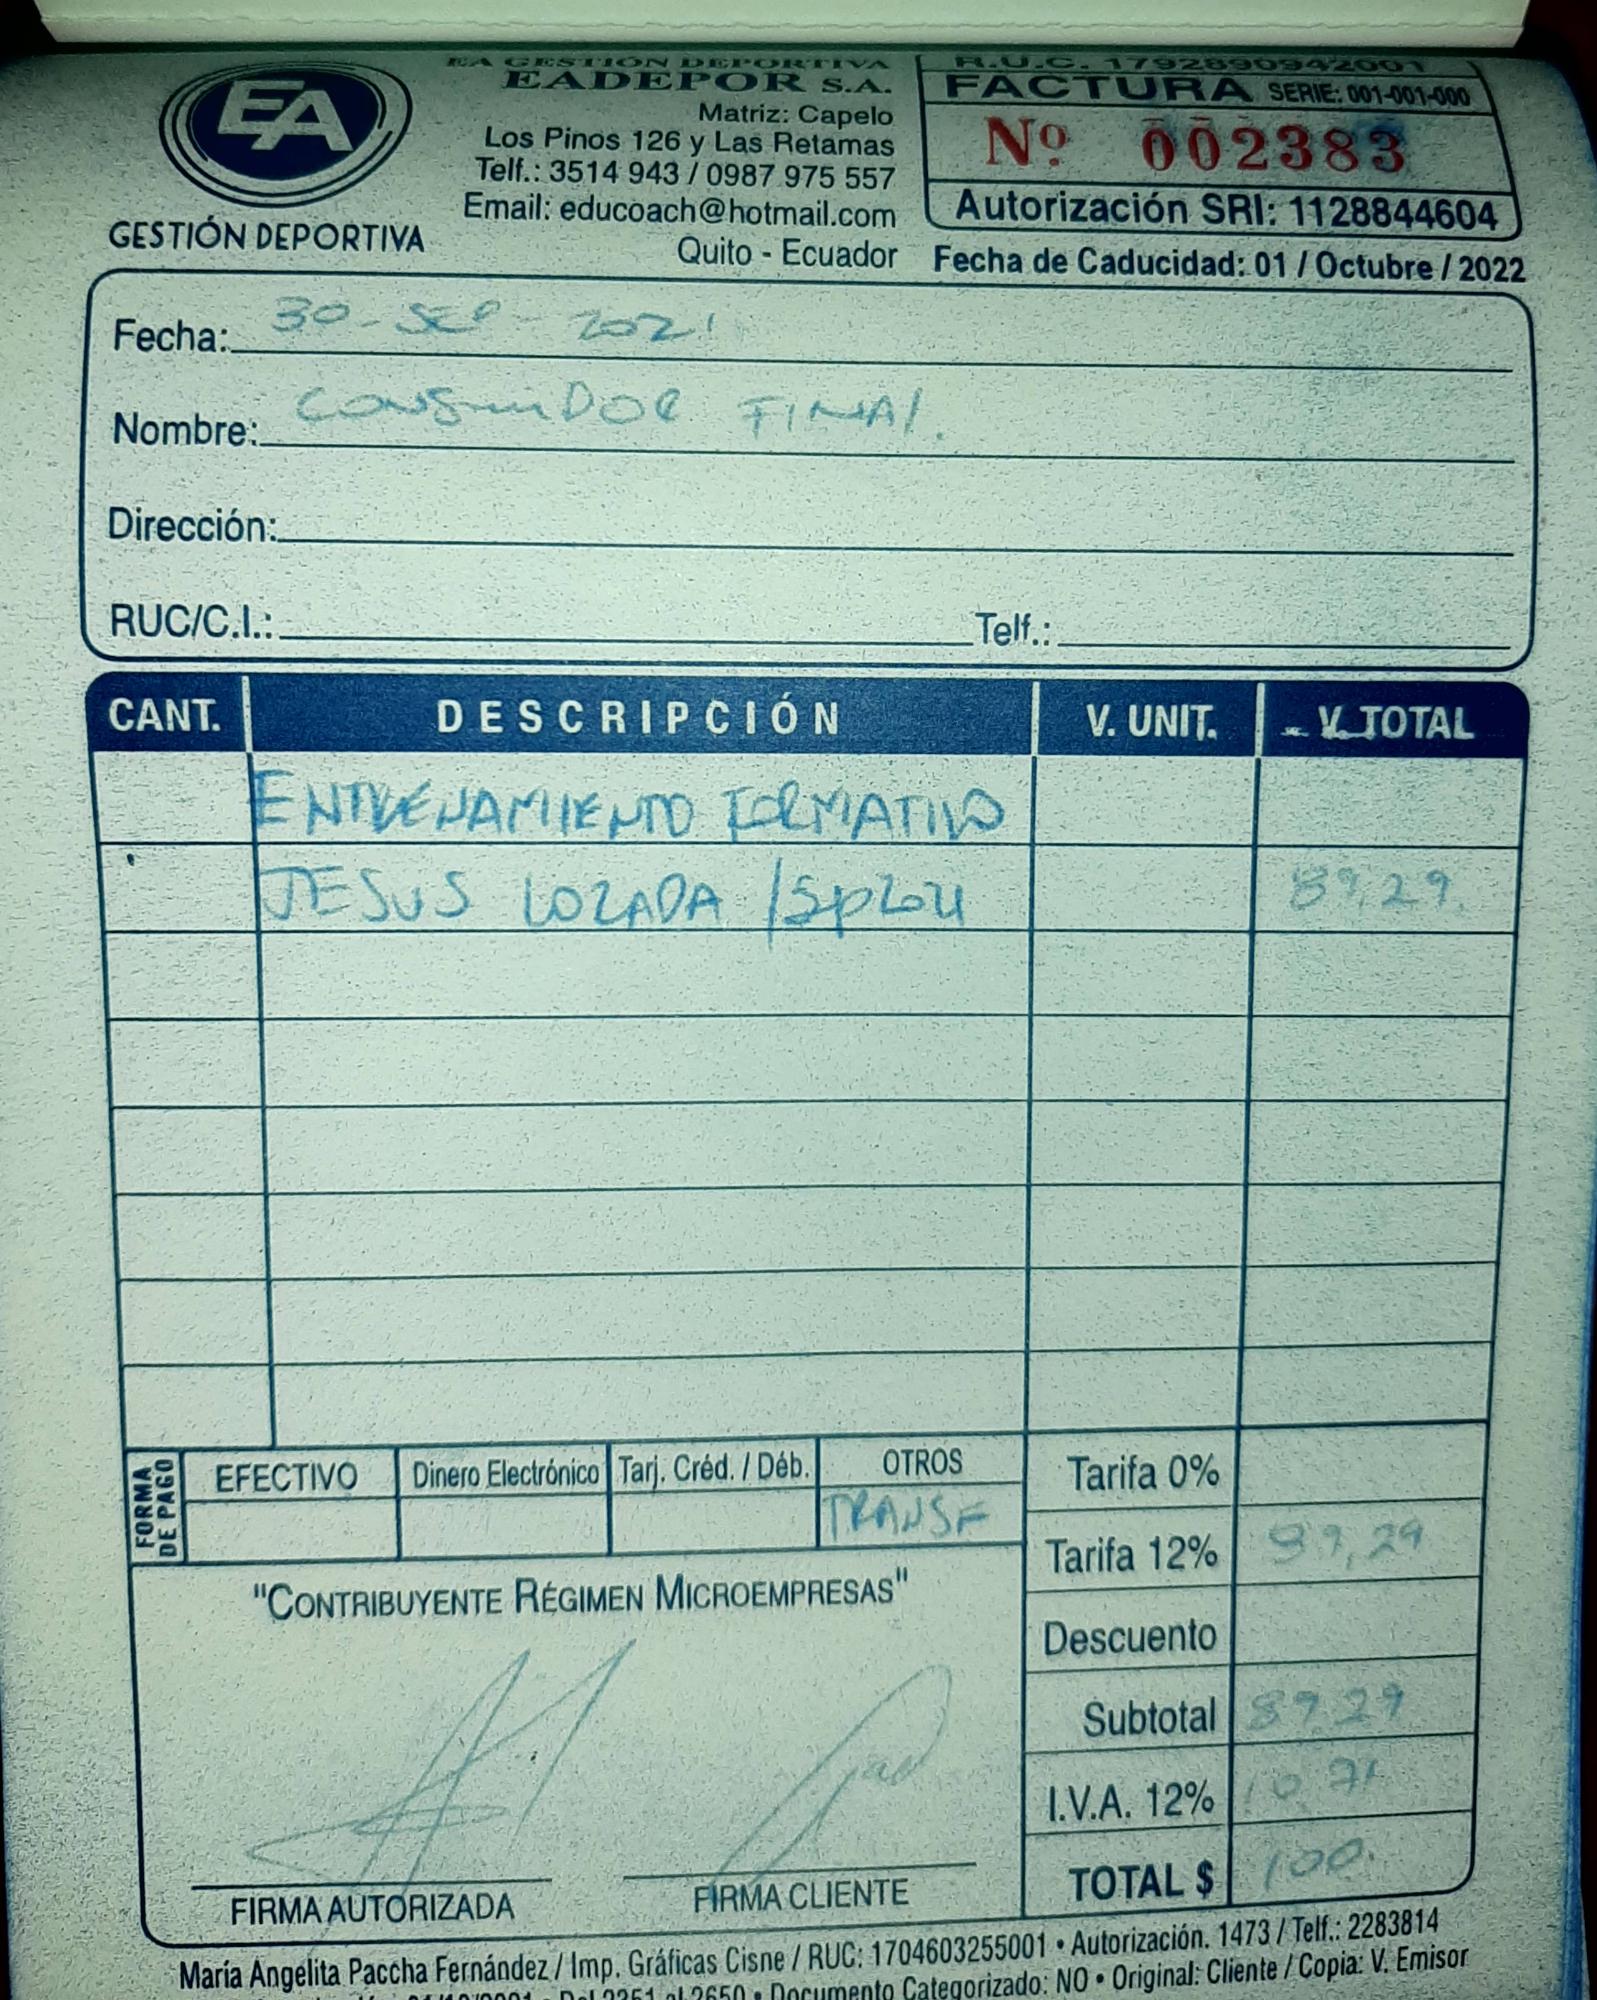 EA
GESTIÓN DEPORTIVA
EA GESTIÓN DEPORTIVA
EADEPOR S.A.
Matriz: Capelo
Los Pinos 126 y Las Retamas
Telf.: 3514 943 / 0987 975 557
Email: educoach@hotmail.com
Quito - Ecuador
R.U.C. 1792890942001
FACTURA SERIE: 001-001-000
Nº 002383
Autorización SRI: 1128844604
Fecha de Caducidad: 01 / Octubre / 2022
Fecha: 30-SEP-2021
Nombre: CONSUMIDOR FINAL.
Dirección:
RUC/C.I.: Telf.:
CANT. DESCRIPCIÓN V. UNIT. V. TOTAL
ENTRENAMIENTO FORMATIVO
JESUS LOZADA / 89.29
FORMA DE PAGO EFECTIVO Dinero Electrónico Tarj. Créd. / Déb. OTROS
TRANSF
Tarifa 0%
Tarifa 12% 89,29
Descuento
Subtotal 89.29
I.V.A. 12% 10.71
TOTAL $ 100.
"CONTRIBUYENTE RÉGIMEN MICROEMPRESAS"
FIRMA AUTORIZADA FIRMA CLIENTE
María Angelita Paccha Fernández / Imp. Gráficas Cisne / RUC: 1704603255001 • Autorización. 1473 / Telf.: 2283814
Del 2351 al 2650 • Documento Categorizado: NO • Original: Cliente / Copia: V. Emisor